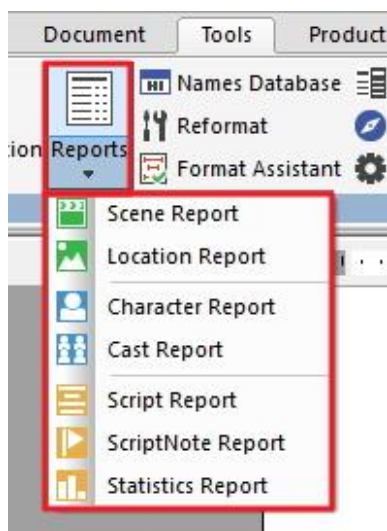 Document Tools Product
Names Database
Reformat
ion Reports
Format Assistant
Scene Report
Location Report
Character Report
Cast Report
Script Report
ScriptNote Report
Statistics Report